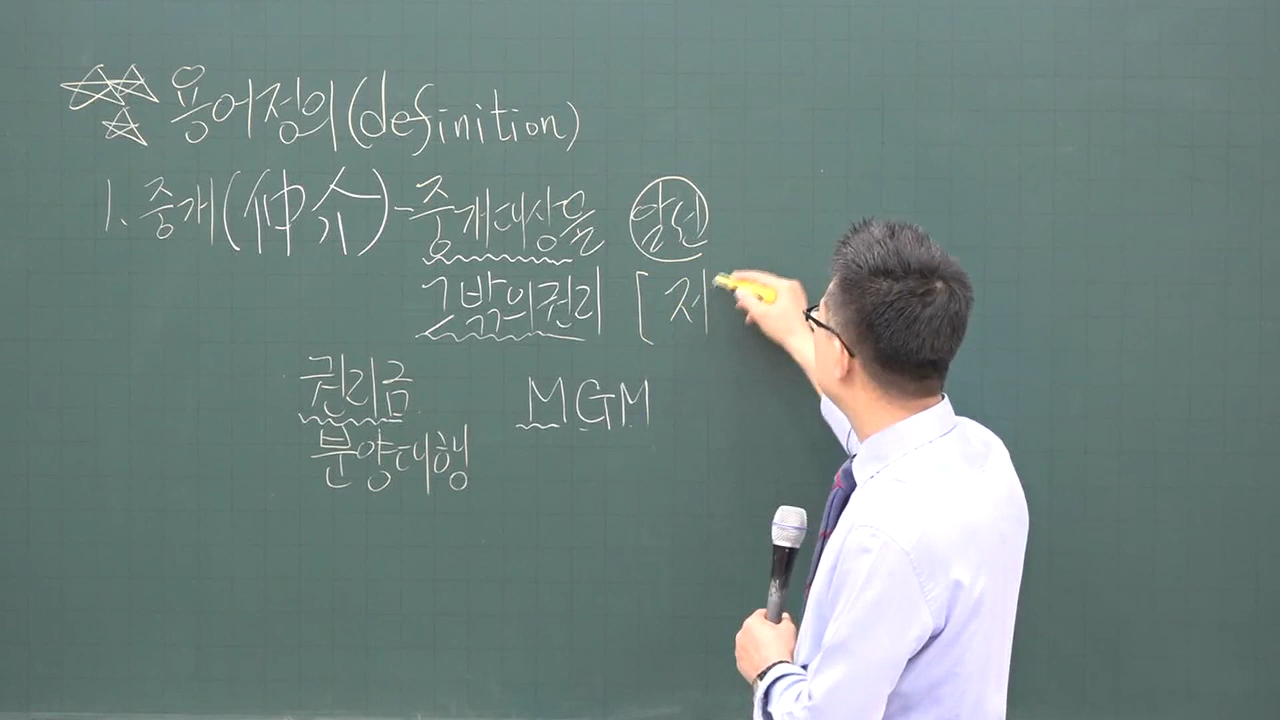 용어정의(definition)
1. 중개(仲介)-중개대상을 알선
그밖의권리 [저
권리금 MGM
분양대행